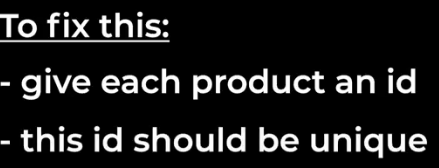 To fix this:
- give each product an id
- this id should be unique